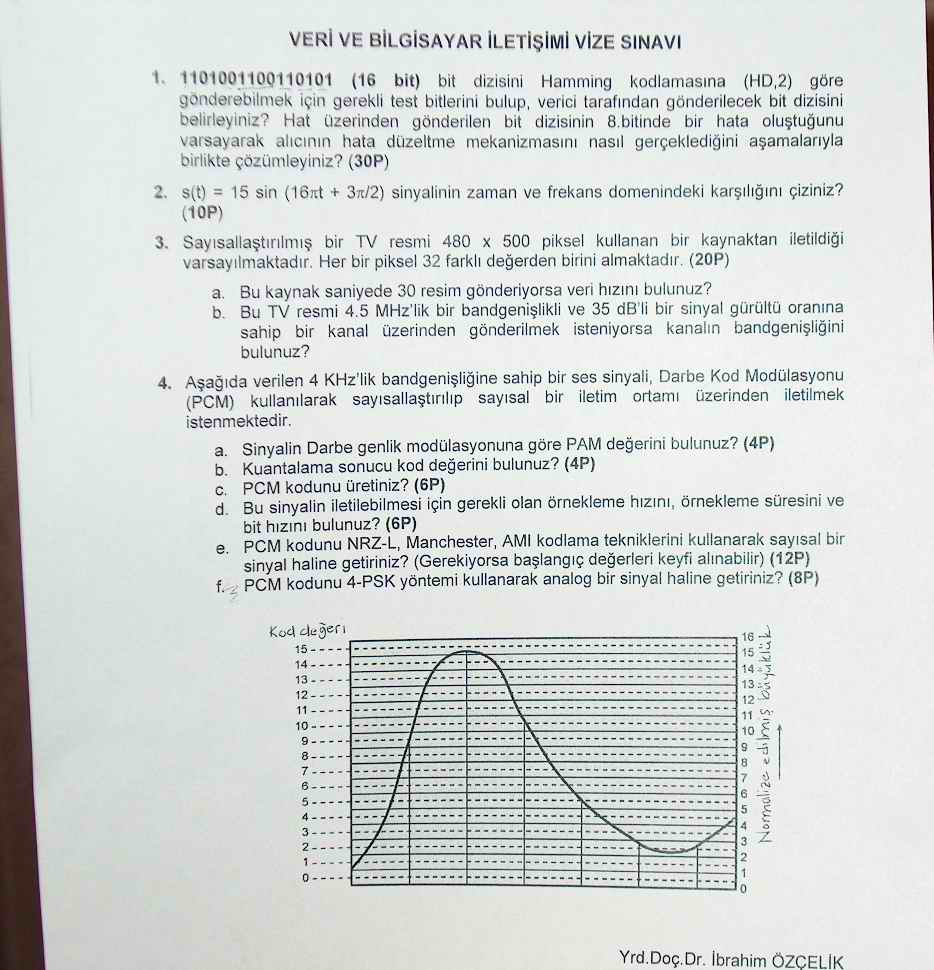 VERİ VE BİLGİSAYAR İLETİŞİMİ VİZE SINAVI
1. 1101001100110101 (16 bit) bit dizisini Hamming kodlamasına (HD,2) göre
gönderebilmek için gerekli test bitlerini bulup, verici tarafından gönderilecek bit dizisini
belirleyiniz? Hat üzerinden gönderilen bit dizisinin 8.bitinde bir hata oluştuğunu
varsayarak alıcının hata düzeltme mekanizmasını nasıl gerçeklediğini aşamalarıyla
birlikte çözümleyiniz? (30P)
2. s(t) = 15 sin (16πt + 3π/2) sinyalinin zaman ve frekans domenindeki karşılığını çiziniz?
(10P)
3. Sayısallaştırılmış bir TV resmi 480 x 500 piksel kullanan bir kaynaktan iletildiği
varsayılmaktadır. Her bir piksel 32 farklı değerden birini almaktadır. (20P)
a. Bu kaynak saniyede 30 resim gönderiyorsa veri hızını bulunuz?
b. Bu TV resmi 4.5 MHz'lik bir bandgenişlikli ve 35 dB'li bir sinyal gürültü oranına
sahip bir kanal üzerinden gönderilmek isteniyorsa kanalın bandgenişliğini
bulunuz?
4. Aşağıda verilen 4 KHz'lik bandgenişliğine sahip bir ses sinyali, Darbe Kod Modülasyonu
(PCM) kullanılarak sayısallaştırılıp sayısal bir iletim ortamı üzerinden iletilmek
istenmektedir.
a. Sinyalin Darbe genlik modülasyonuna göre PAM değerini bulunuz? (4P)
b. Kuantalama sonucu kod değerini bulunuz? (4P)
c. PCM kodunu üretiniz? (6P)
d. Bu sinyalin iletilebilmesi için gerekli olan örnekleme hızını, örnekleme süresini ve
bit hızını bulunuz? (6P)
e. PCM kodunu NRZ-L, Manchester, AMI kodlama tekniklerini kullanarak sayısal bir
sinyal haline getiriniz? (Gerekiyorsa başlangıç değerleri keyfi alınabilir) (12P)
f. PCM kodunu 4-PSK yöntemi kullanarak analog bir sinyal haline getiriniz? (8P)
Kod değeri
15
14
13
12
11
10
9
8
7
6
5
4
3
2
1
0
16
15
14
13
12
11
10
9
8
7
6
5
4
3
2
1
0
Normalize edilmiş büyüklük
Yrd.Doç.Dr. İbrahim ÖZÇELİK